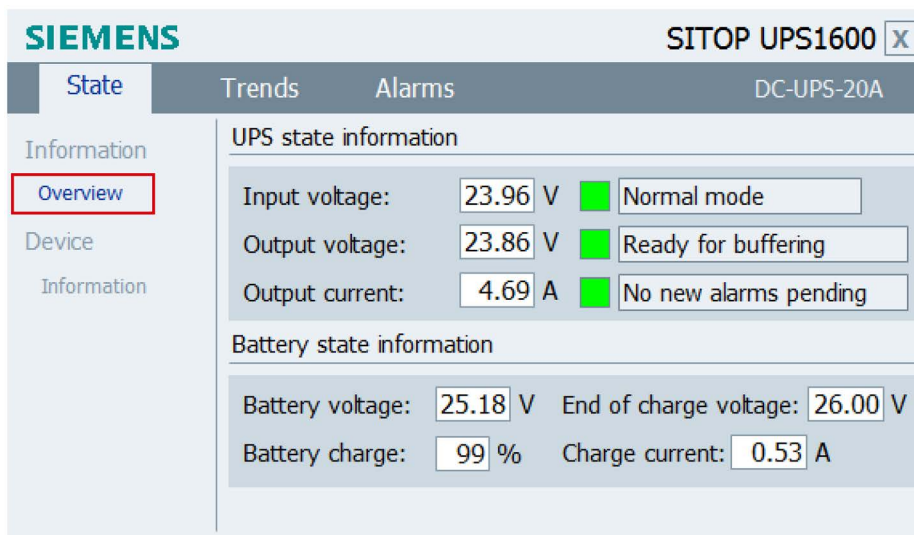 SIEMENS SITOP UPS1600 X
State Trends Alarms DC-UPS-20A
Information
Overview
Device
Information
UPS state information
Input voltage: 23.96 V Normal mode
Output voltage: 23.86 V Ready for buffering
Output current: 4.69 A No new alarms pending
Battery state information
Battery voltage: 25.18 V End of charge voltage: 26.00 V
Battery charge: 99 % Charge current: 0.53 A